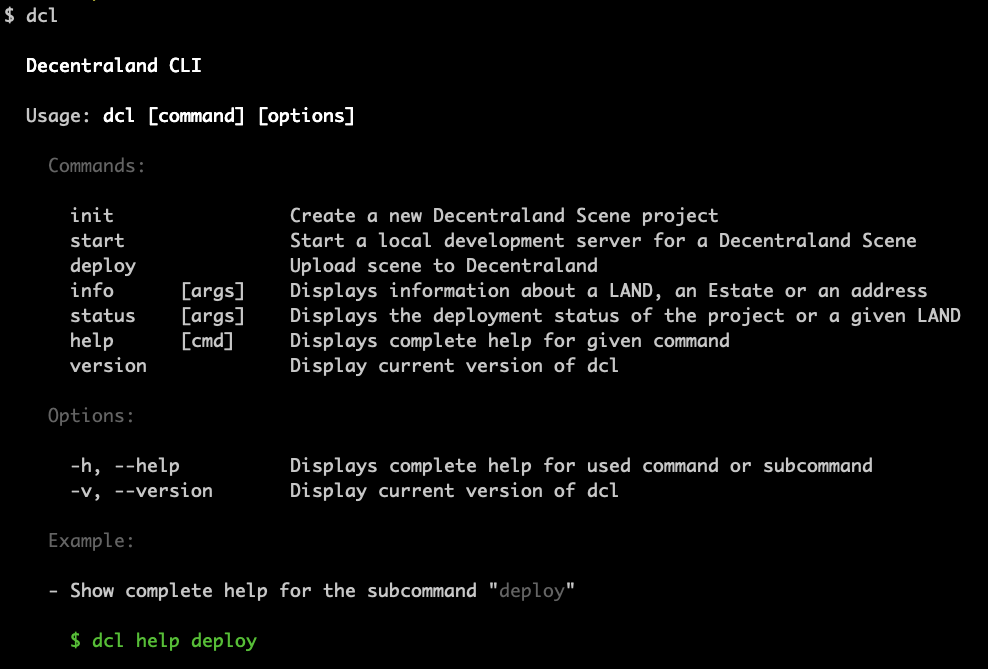 $ dcl
Decentraland CLI
Usage: dcl [command] [options]
Commands:
init Create a new Decentraland Scene project
start Start a local development server for a Decentraland Scene
deploy Upload scene to Decentraland
info [args] Displays information about a LAND, an Estate or an address
status [args] Displays the deployment status of the project or a given LAND
help [cmd] Displays complete help for given command
version Display current version of dcl
Options:
-h, --help Displays complete help for used command or subcommand
-v, --version Display current version of dcl
Example:
- Show complete help for the subcommand "deploy"
$ dcl help deploy